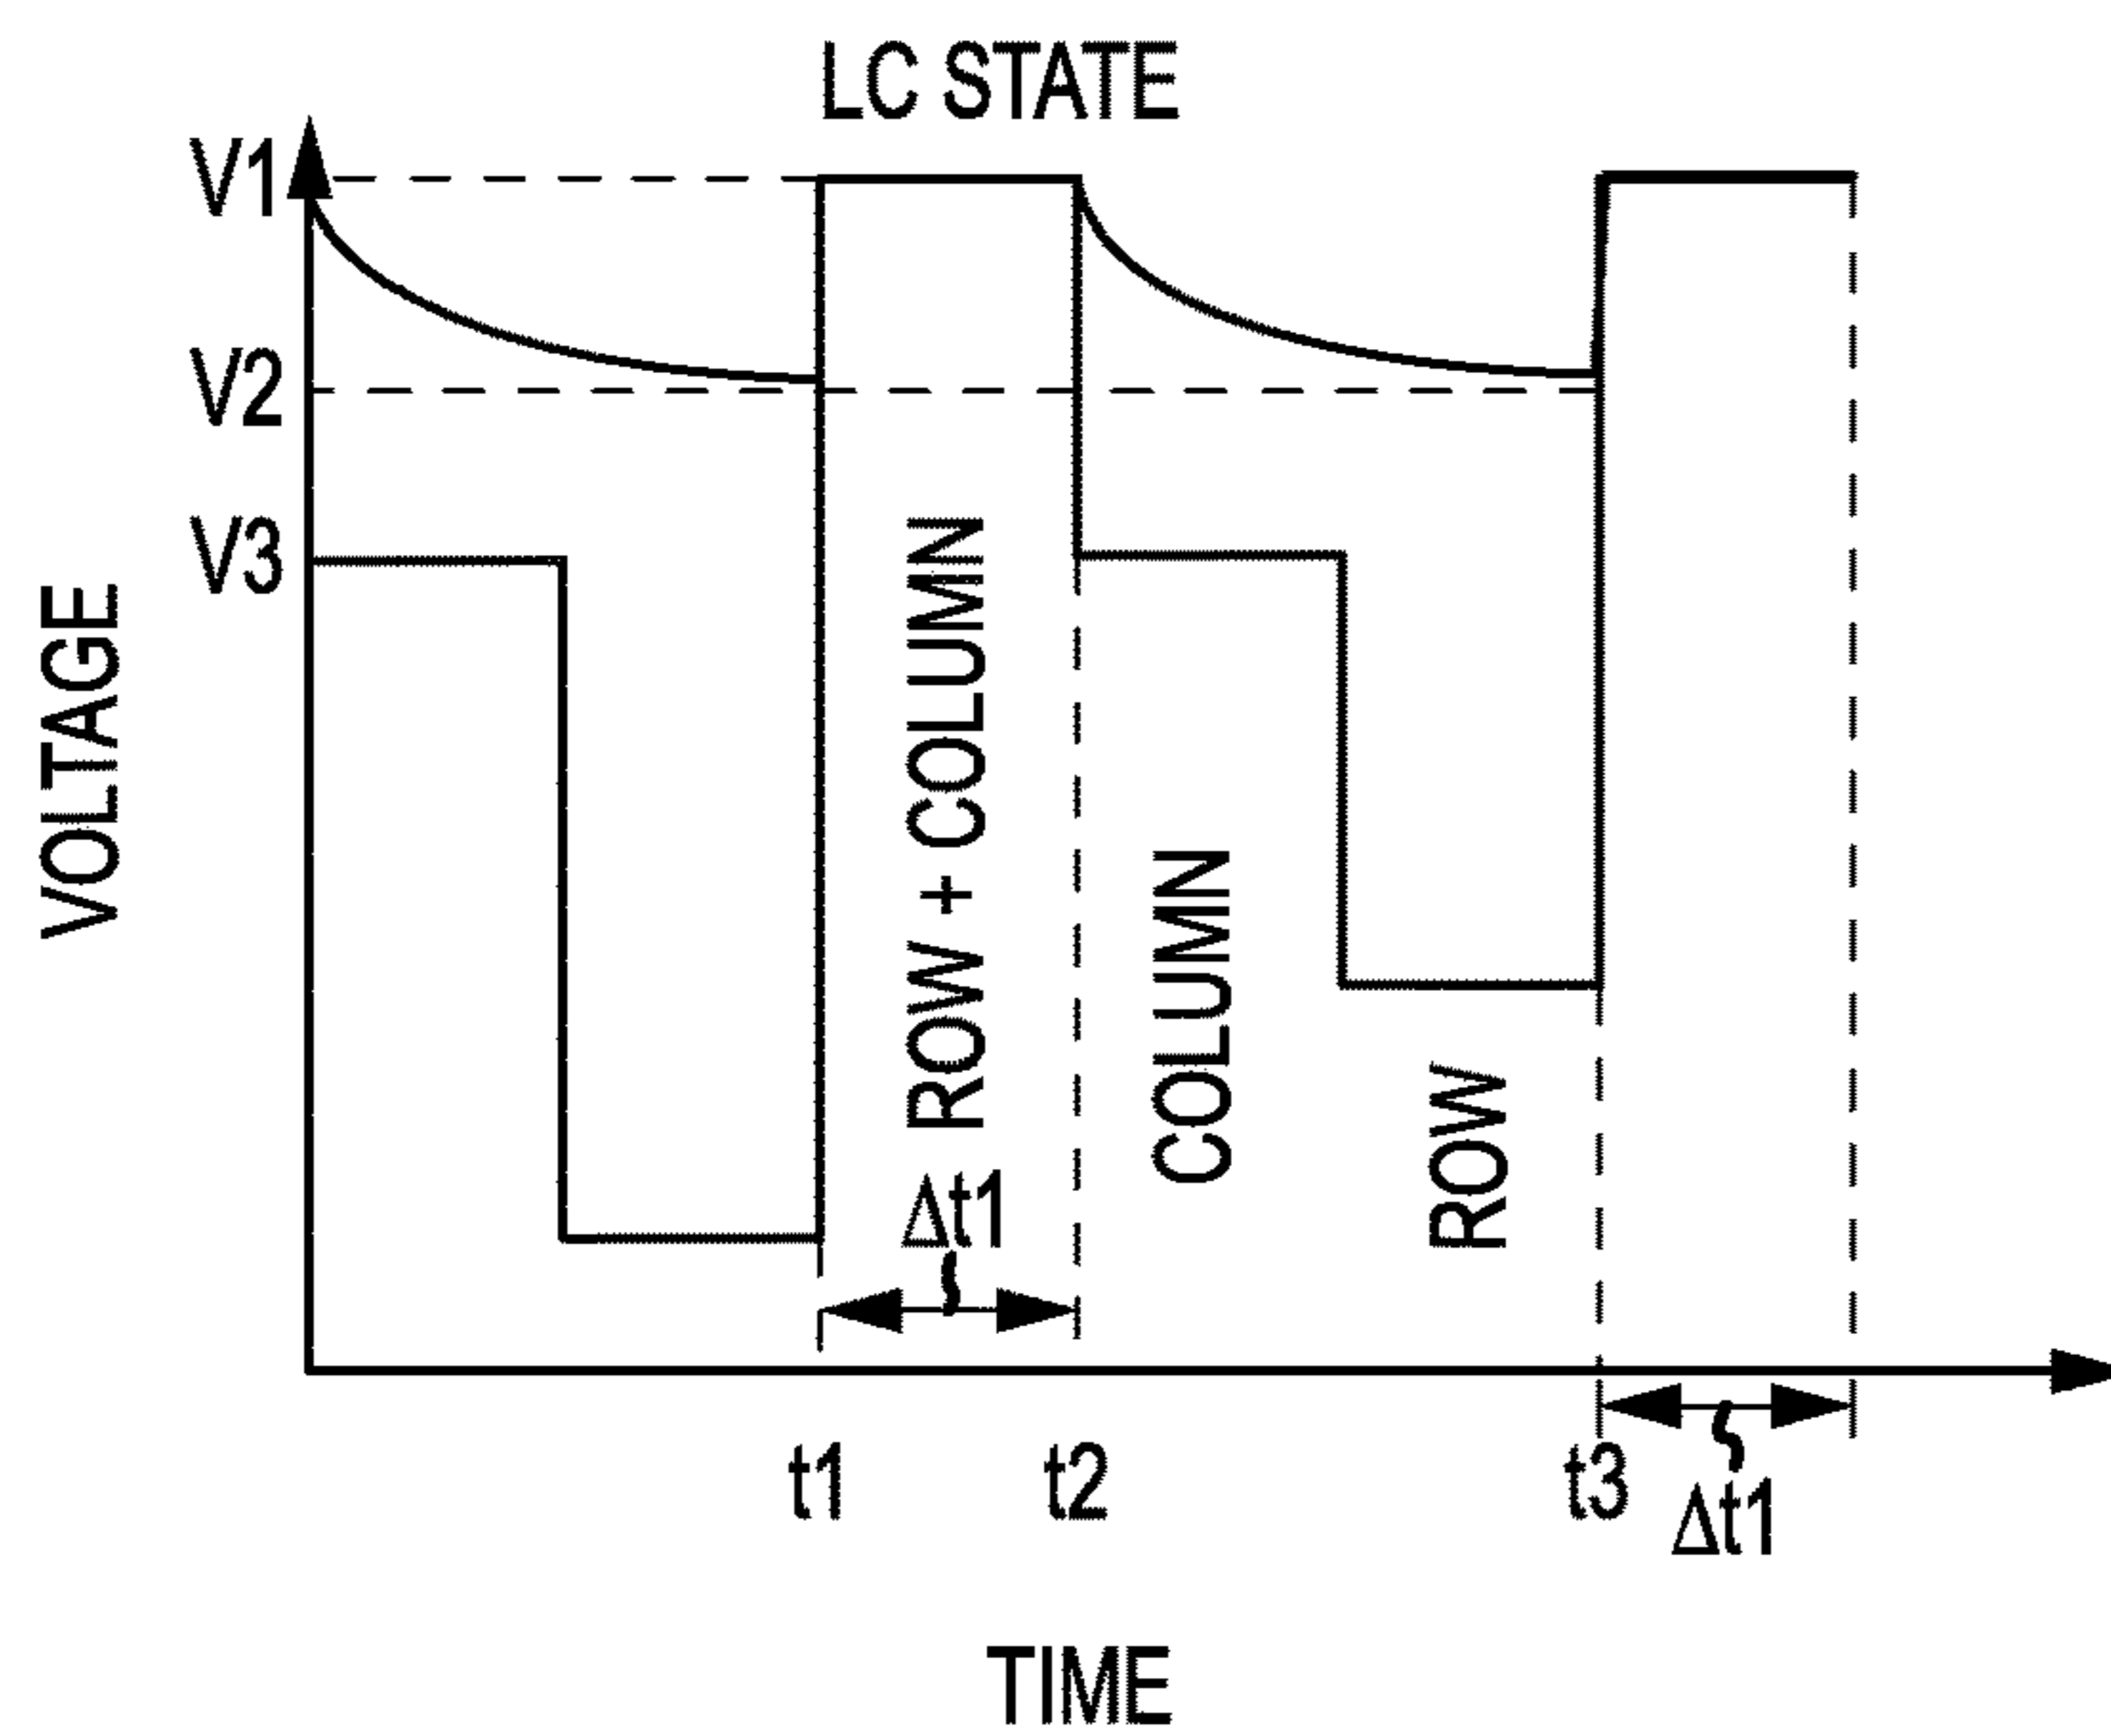 LC STATE
V1
V2
V3
VOLTAGE
ROW + COLUMN
COLUMN
ROW
Δt1
t1
t2
t3
Δt1
TIME